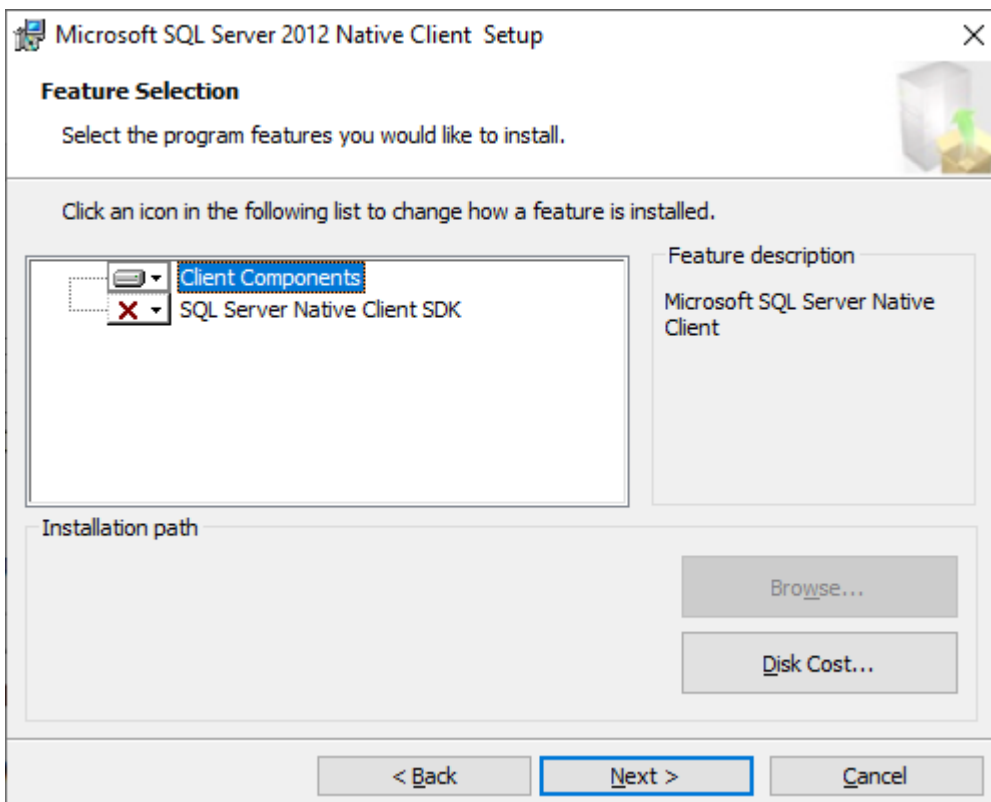 Microsoft SQL Server 2012 Native Client  Setup
Feature Selection
Select the program features you would like to install.
Click an icon in the following list to change how a feature is installed.
Client Components
SQL Server Native Client SDK
Feature description
Microsoft SQL Server Native
Client
Installation path
Browse...
Disk Cost...
< Back
Next >
Cancel